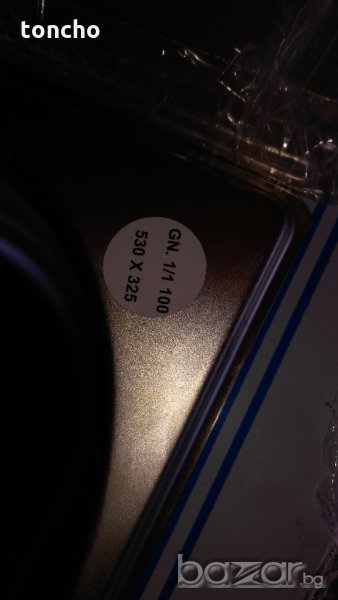 toncho
GN. 1/1 100
530 X 325
bazar.bg